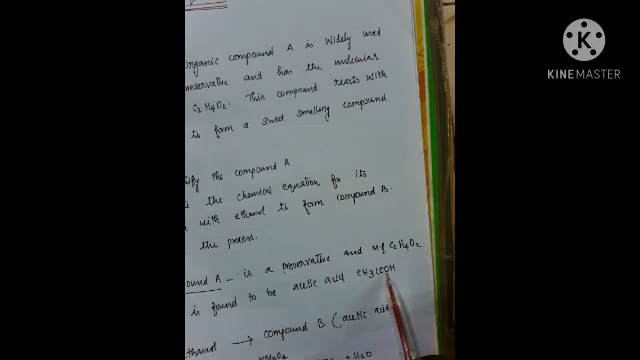 organic compound A is widely used
preservative and has the molecular
C2H4O2. This compound reacts with
to form a sweet smelling compound
the compound A
the chemical equation for its
with ethanol to form compound B.
the process.
A - is a preservative and m.f C2H4O2
is found to be acetic acid CH3COOH
→ compound B (acetic acid
+ H2O
K
KINEMASTER